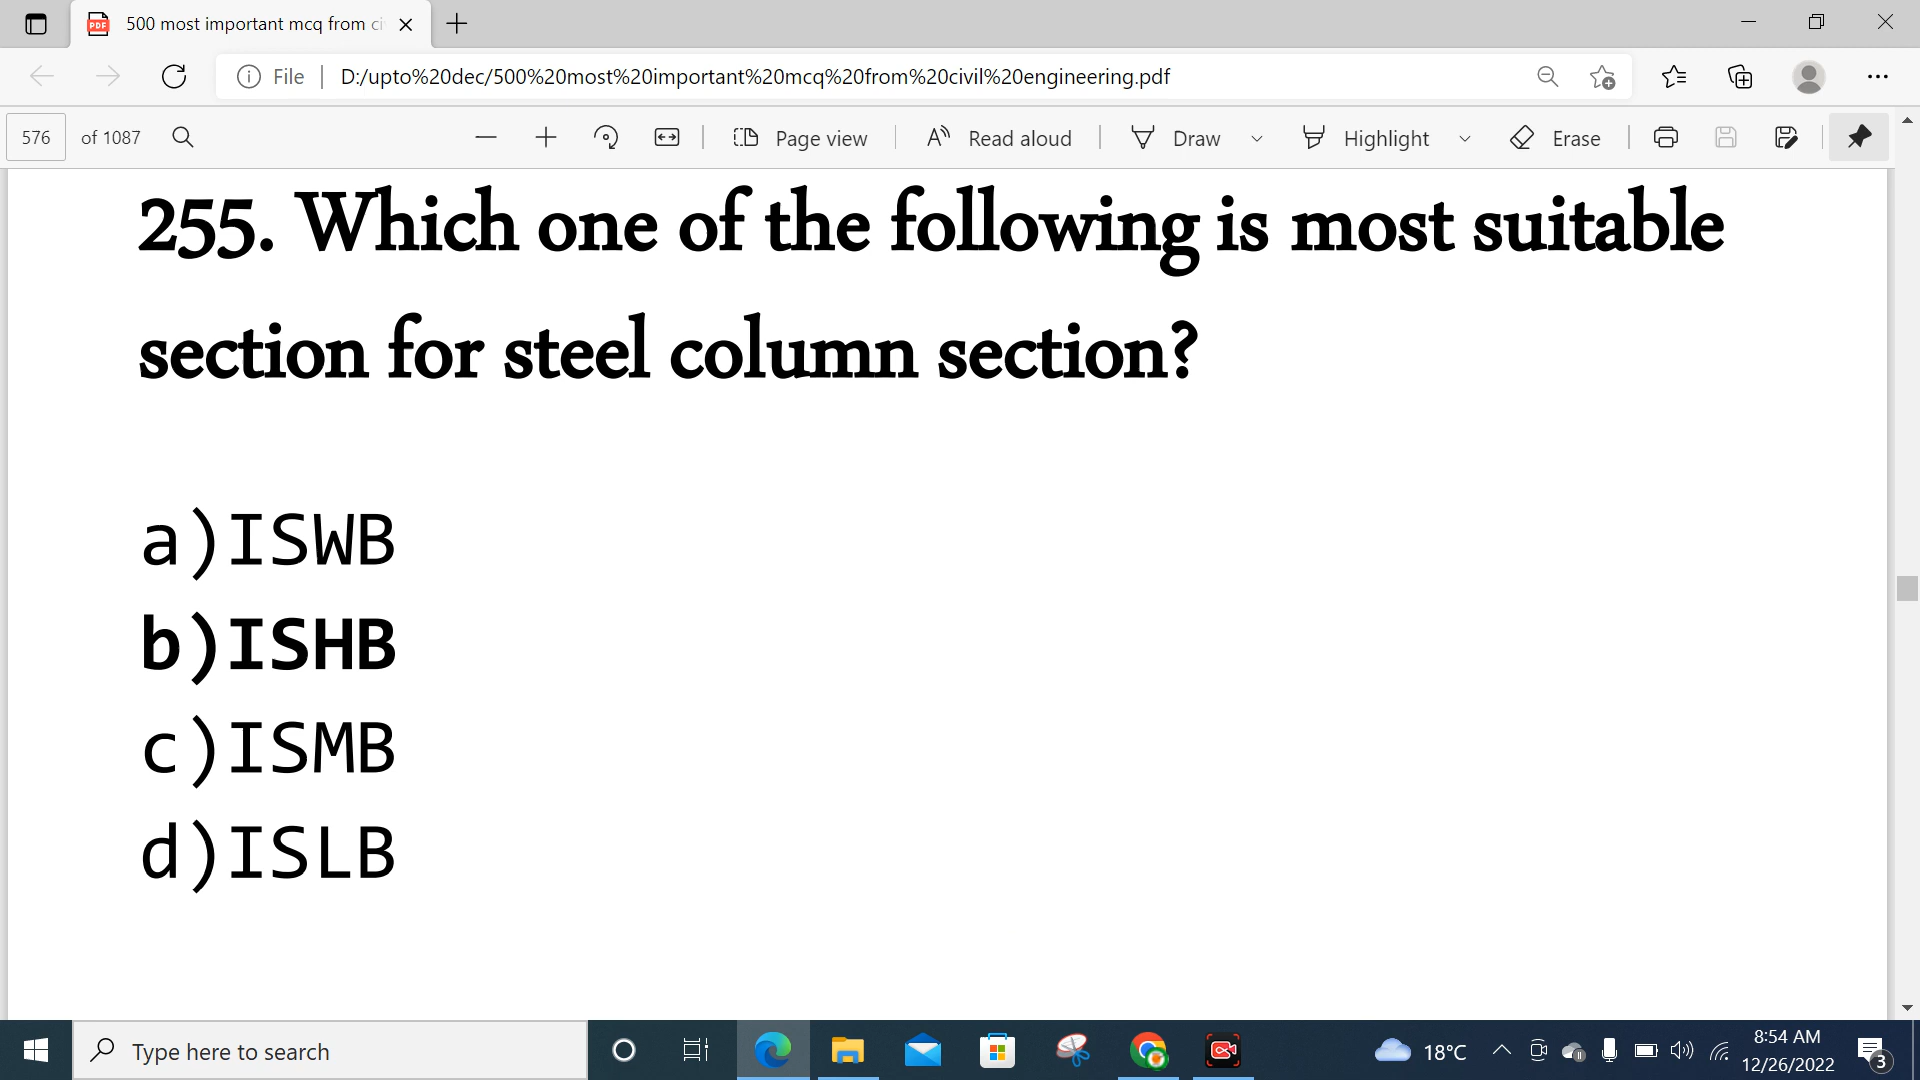 500 most important mcq from ci
File
D:/upto%20dec/500%20most%20important%20mcq%20from%20civil%20engineering.pdf
576 of 1087 Page view Read aloud Draw Highlight Erase
255. Which one of the following is most suitable
section for steel column section?
a)ISWB
b)ISHB
c)ISMB
d)ISLB
Type here to search
18°C
8:54 AM
12/26/2022
3